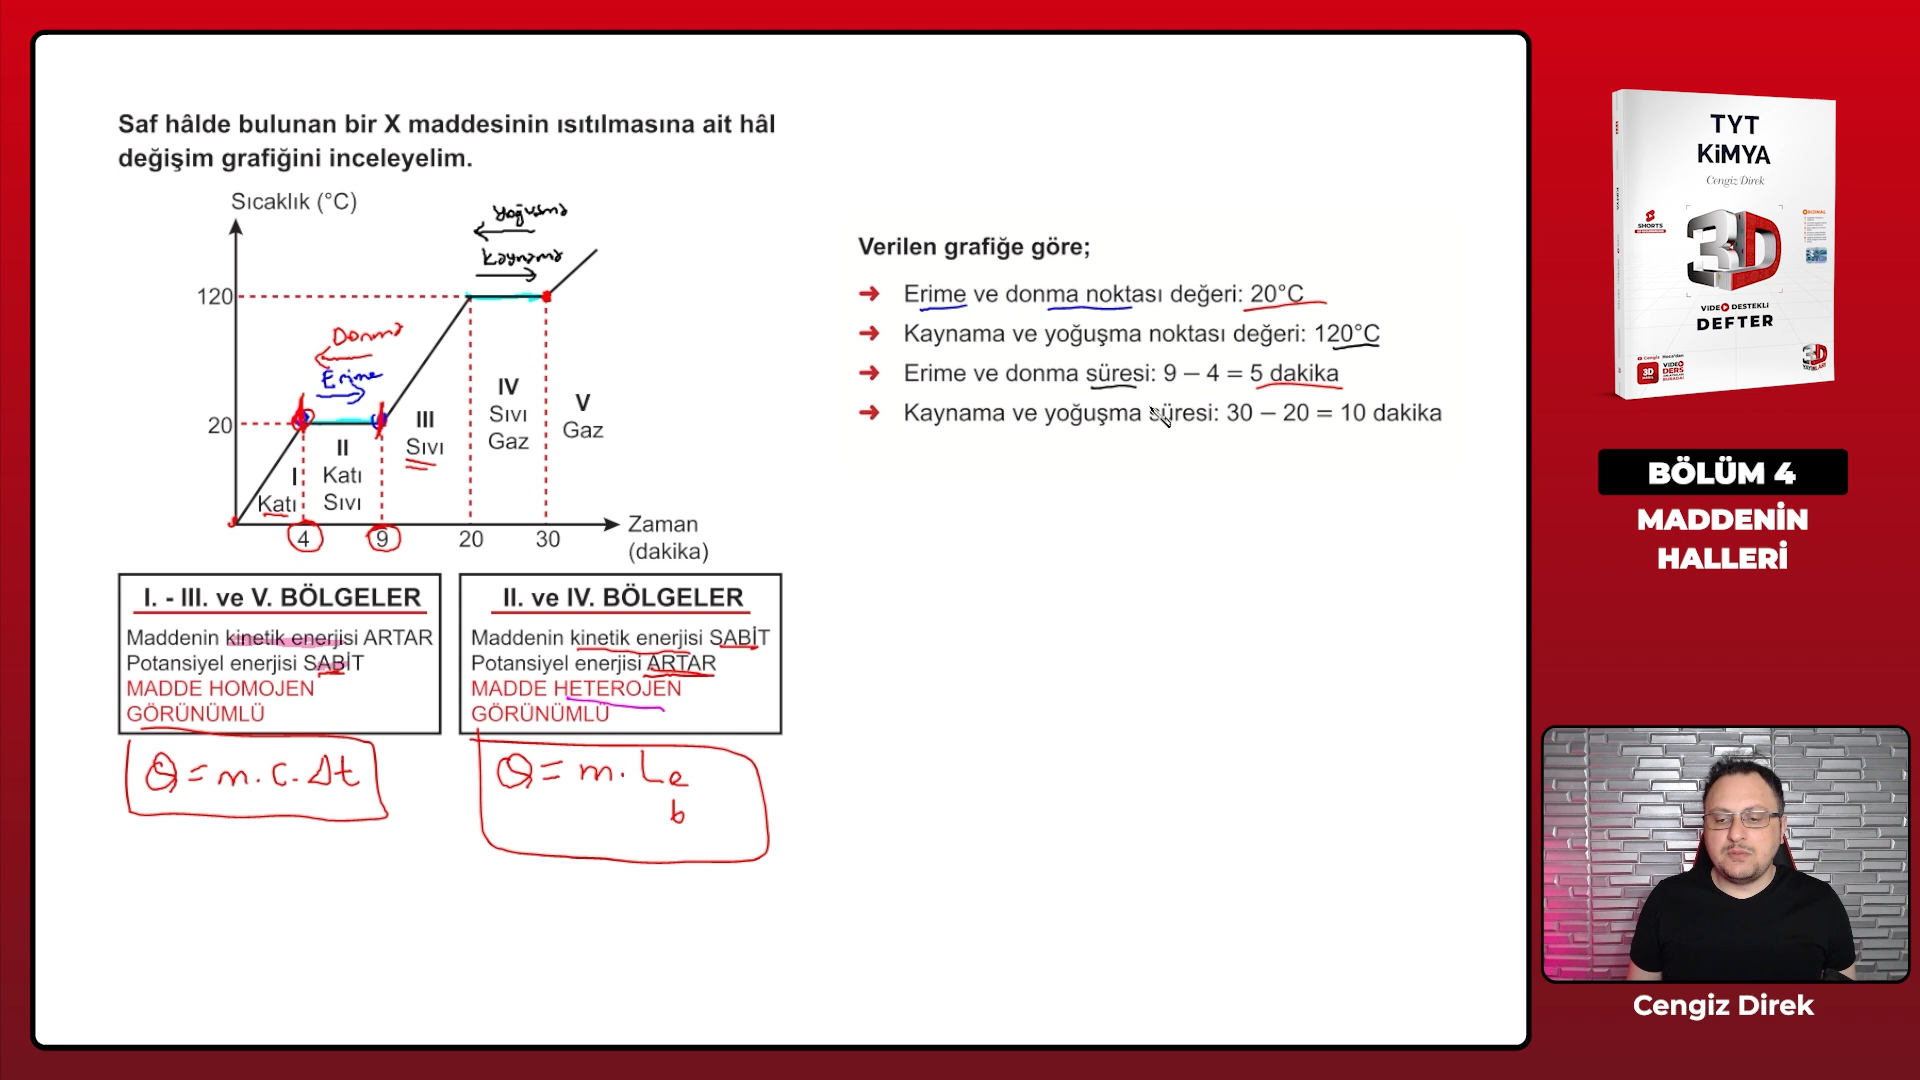 Saf hâlde bulunan bir X maddesinin ısıtılmasına ait hâl
değişim grafiğini inceleyelim.
Sıcaklık (°C)
Yoğuşma
Kaynama
120
Donma
Erime
20
I
Katı
II
Katı
Sıvı
III
Sıvı
IV
Sıvı
Gaz
V
Gaz
4
9
20
30
Zaman
(dakika)
I. - III. ve V. BÖLGELER
Maddenin kinetik enerjisi ARTAR
Potansiyel enerjisi SABİT
MADDE HOMOJEN
GÖRÜNÜMLÜ
Q = m. c. Δt
II. ve IV. BÖLGELER
Maddenin kinetik enerjisi SABİT
Potansiyel enerjisi ARTAR
MADDE HETEROJEN
GÖRÜNÜMLÜ
Q = m. Le
b
Verilen grafiğe göre;
➜ Erime ve donma noktası değeri: 20°C
➜ Kaynama ve yoğuşma noktası değeri: 120°C
➜ Erime ve donma süresi: 9 – 4 = 5 dakika
➜ Kaynama ve yoğuşma süresi: 30 – 20 = 10 dakika
TYT
KiMYA
Cengiz Direk
SHORTS
3D
ViDEO DESTEKLi
DEFTER
BÖLÜM 4
MADDENİN
HALLERİ
Cengiz Direk